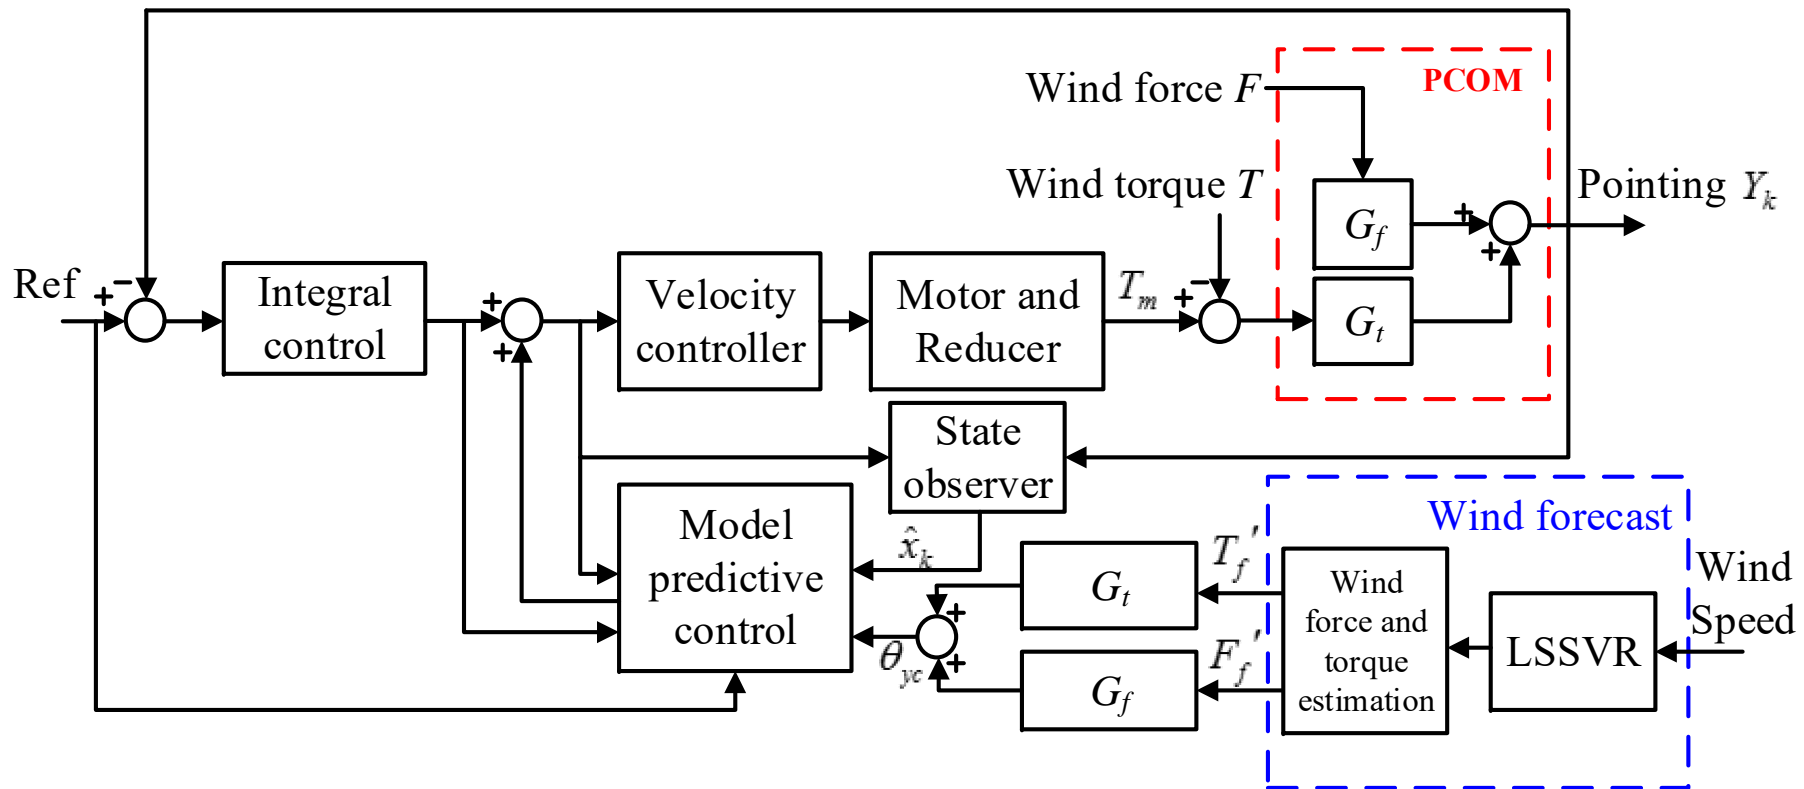 PCOM
Wind force F
Wind torque T
Pointing Y_k
G_f
+
+
Ref
+
−
Integral
control
+
+
Velocity
controller
Motor and
Reducer
T_m
+
−
G_t
State
observer
Model
predictive
control
x̂_k
θ_yc
+
+
G_t
G_f
T_f′
F_f′
Wind forecast
Wind
force and
torque
estimation
LSSVR
Wind
Speed